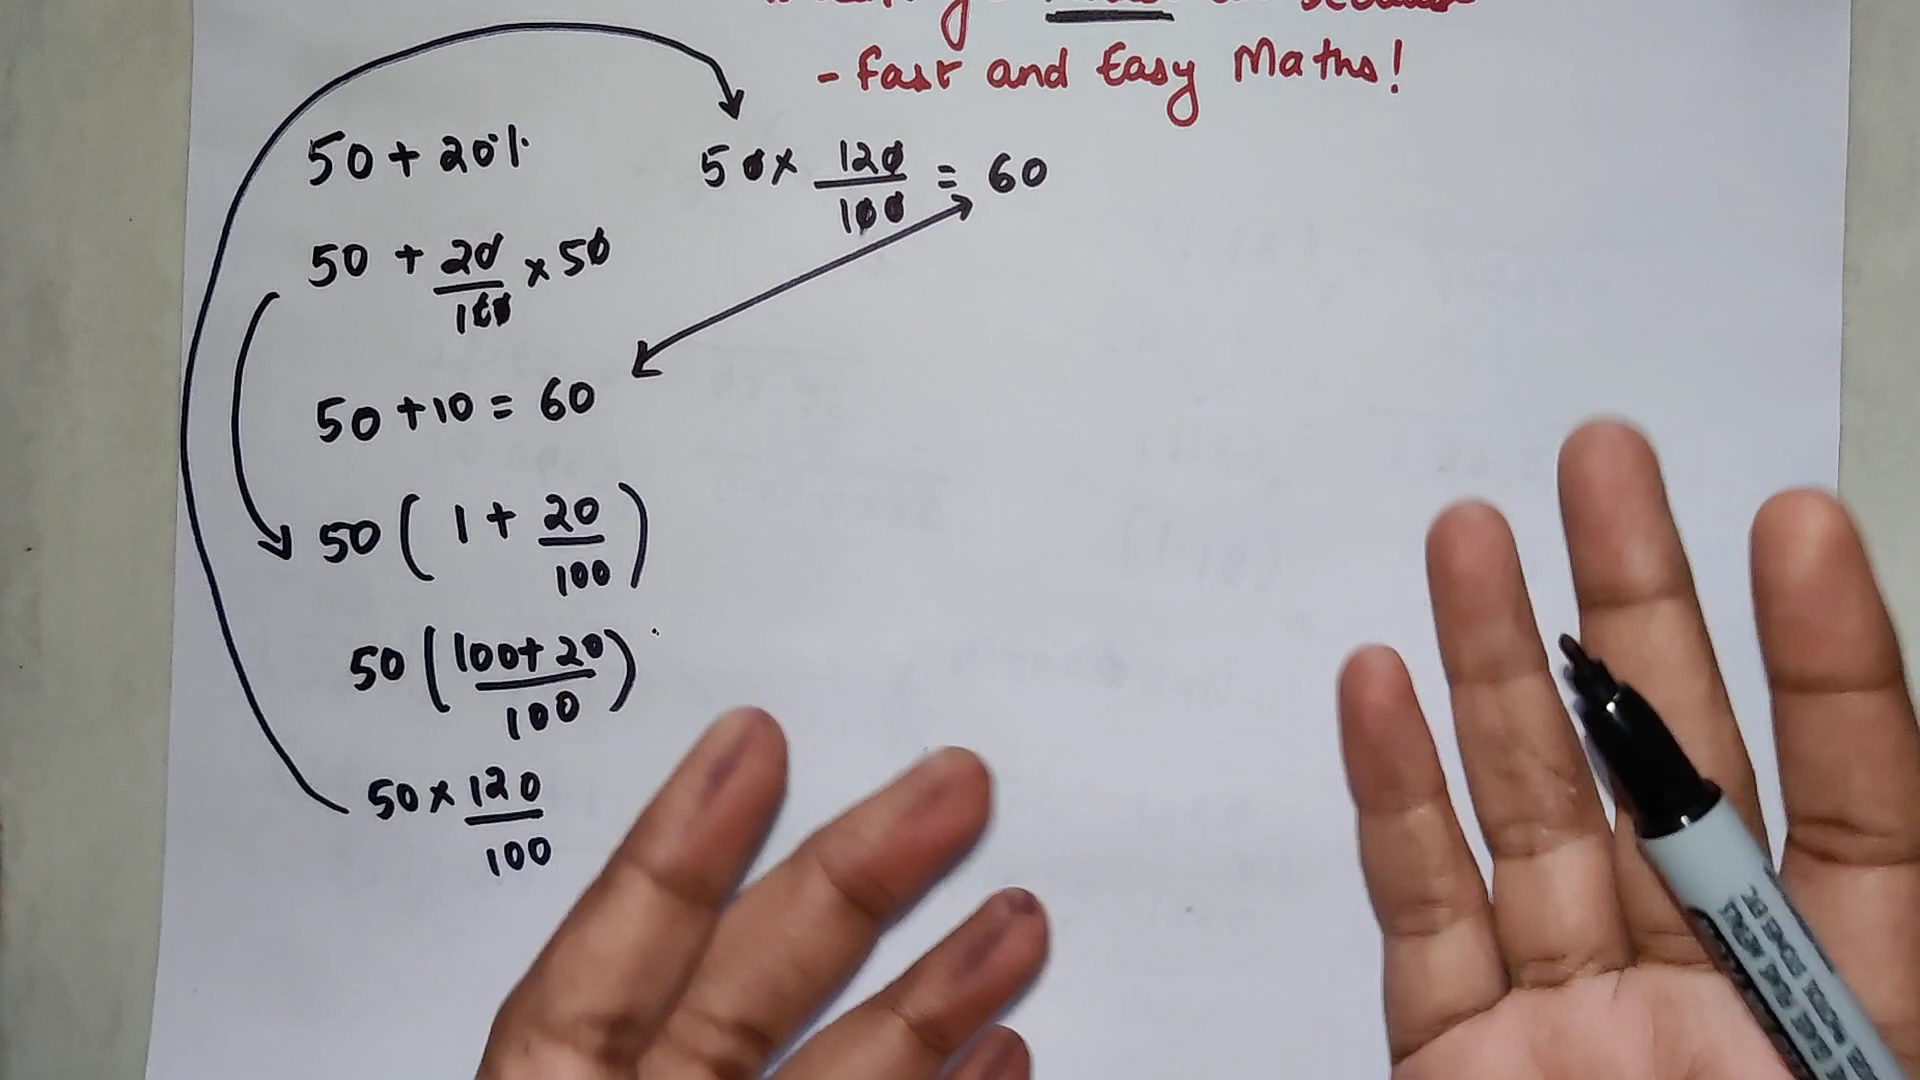 - Fast and Easy Maths!
50 + 20%
50 + 20/100 × 50
50 + 10 = 60
50 ( 1 + 20/100 )
50 ( 100 + 20/100 )
50 × 120/100
50 × 120/100 = 60